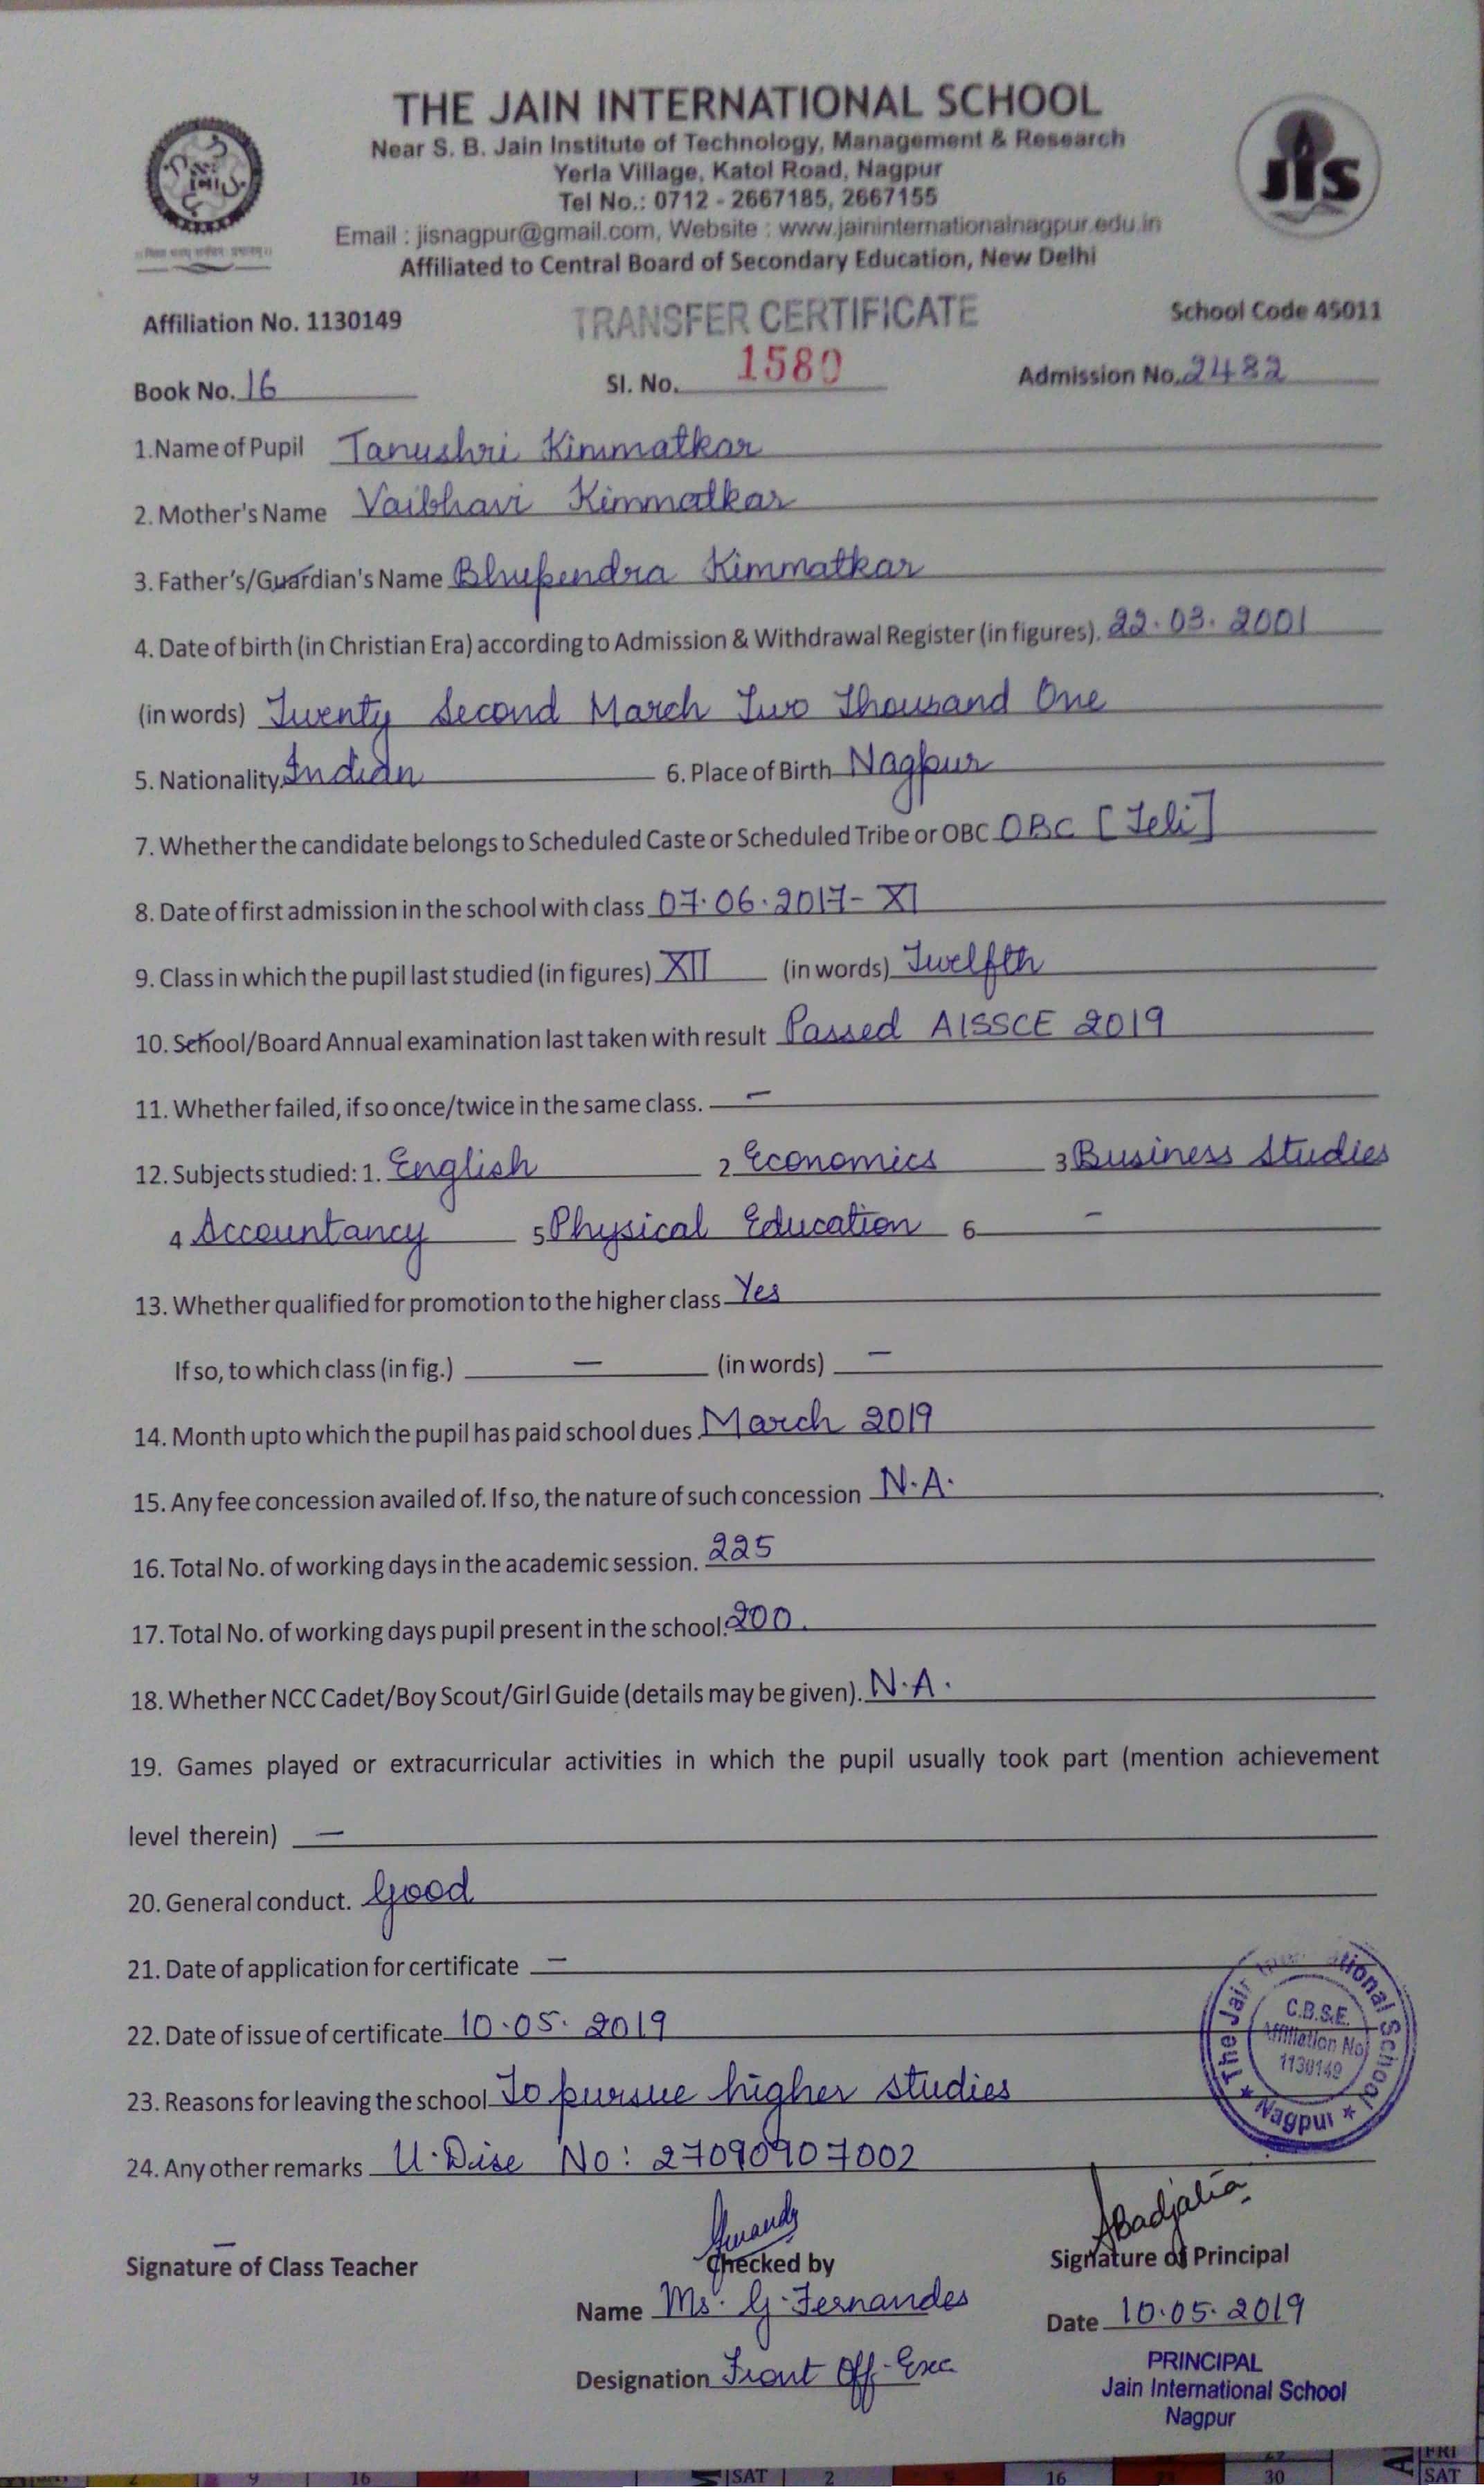 THE JAIN INTERNATIONAL SCHOOL
Near S. B. Jain Institute of Technology, Management & Research
Yerla Village, Katol Road, Nagpur
Tel No.: 0712 - 2667185, 2667155
Email : jisnagpur@gmail.com, Website : www.jaininternationalnagpur.edu.in
Affiliated to Central Board of Secondary Education, New Delhi
jis
Affiliation No. 1130149 TRANSFER CERTIFICATE School Code 45011
Book No. 16 Sl. No. 1580 Admission No. 2482
1.Name of Pupil Tanushri Kimmatkar
2. Mother's Name Vaibhavi Kimmatkar
3. Father's/Guardian's Name Bhupendra Kimmatkar
4. Date of birth (in Christian Era) according to Admission & Withdrawal Register (in figures). 22.03.2001
(in words) Twenty Second March Two Thousand One
5. Nationality Indian 6. Place of Birth Nagpur
7. Whether the candidate belongs to Scheduled Caste or Scheduled Tribe or OBC OBC [Teli]
8. Date of first admission in the school with class 07.06.2017- XI
9. Class in which the pupil last studied (in figures) XII (in words) Twelfth
10. School/Board Annual examination last taken with result Passed AISSCE 2019
11. Whether failed, if so once/twice in the same class. –
12. Subjects studied: 1. English 2 Economics 3 Business Studies
4 Accountancy 5 Physical Education 6 –
13. Whether qualified for promotion to the higher class Yes
If so, to which class (in fig.) – (in words) –
14. Month upto which the pupil has paid school dues March 2019
15. Any fee concession availed of. If so, the nature of such concession N.A.
16. Total No. of working days in the academic session. 225
17. Total No. of working days pupil present in the school. 200.
18. Whether NCC Cadet/Boy Scout/Girl Guide (details may be given). N.A.
19. Games played or extracurricular activities in which the pupil usually took part (mention achievement
level therein) –
20. General conduct. Good
21. Date of application for certificate –
22. Date of issue of certificate 10.05.2019
23. Reasons for leaving the school To pursue higher studies
24. Any other remarks U.Dise No: 27090907002
The Jain International School
C.B.S.E.
Affiliation No
1130149
★ Nagpur ★
Abadjatia
Signature of Class Teacher – Checked by Signature of Principal
Name Ms. G. Fernandes Date 10.05.2019
Designation Front Off. Exec
PRINCIPAL
Jain International School
Nagpur
FRI
2 9 16 SAT 2 16 30 SAT